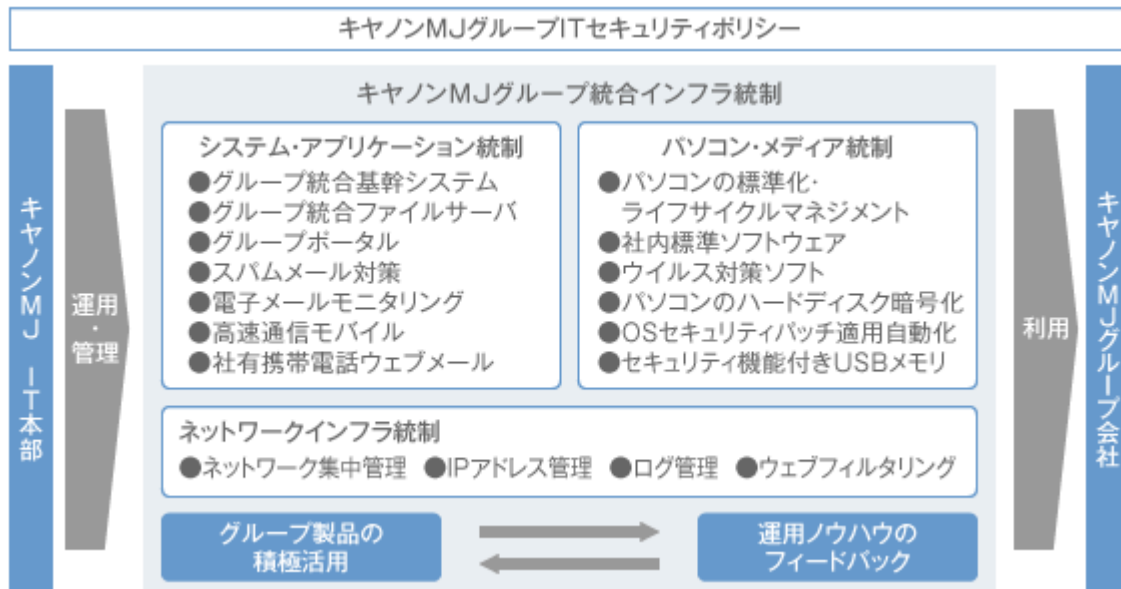 キヤノンMJグループITセキュリティポリシー
キヤノンMJ IT本部
運用・管理
キヤノンMJグループ統合インフラ統制
システム・アプリケーション統制
●グループ統合基幹システム
●グループ統合ファイルサーバ
●グループポータル
●スパムメール対策
●電子メールモニタリング
●高速通信モバイル
●社有携帯電話ウェブメール
パソコン・メディア統制
●パソコンの標準化・
ライフサイクルマネジメント
●社内標準ソフトウェア
●ウイルス対策ソフト
●パソコンのハードディスク暗号化
●OSセキュリティパッチ適用自動化
●セキュリティ機能付きUSBメモリ
ネットワークインフラ統制
●ネットワーク集中管理 ●IPアドレス管理 ●ログ管理 ●ウェブフィルタリング
グループ製品の
積極活用
運用ノウハウの
フィードバック
利用
キヤノンMJグループ会社